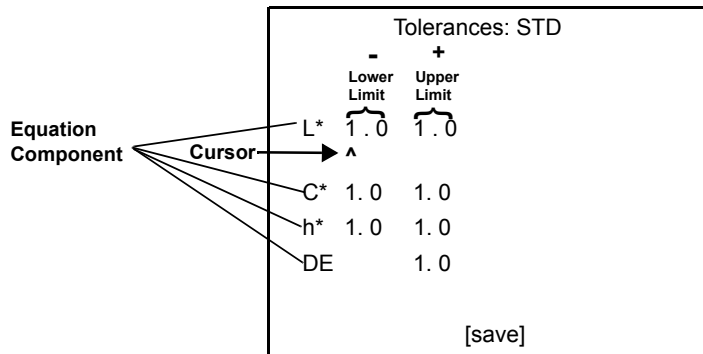 Tolerances: STD
- +
Lower Upper
Limit Limit
L* 1.0 1.0
Equation
Component
Cursor ^
C* 1.0 1.0
h* 1.0 1.0
DE 1.0
[save]